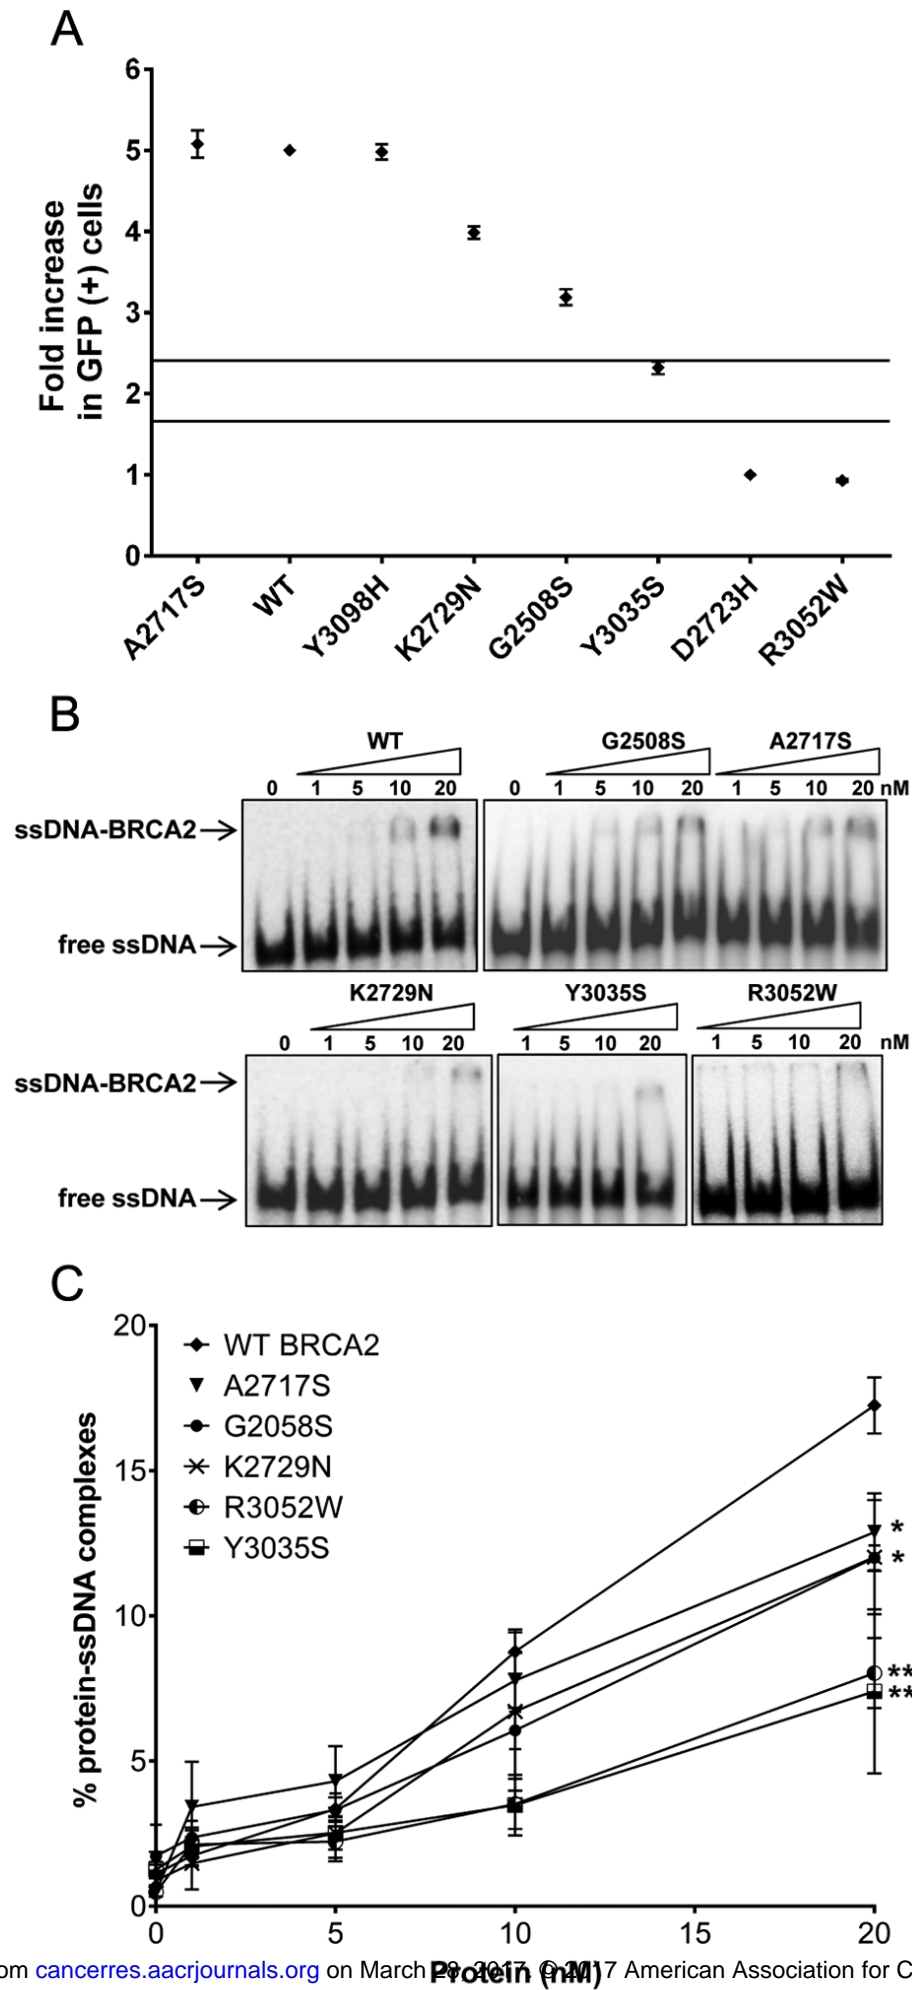 A
6
5
4
3
2
1
0
Fold increase
in GFP (+) cells
A2717S WT Y3098H K2729N G2508S Y3035S D2723H R3052W
B
WT G2508S A2717S
0 1 5 10 20 0 1 5 10 20 1 5 10 20 nM
ssDNA-BRCA2
free ssDNA
K2729N Y3035S R3052W
0 1 5 10 20 1 5 10 20 1 5 10 20 nM
ssDNA-BRCA2
free ssDNA
C
20
15
10
5
0
% protein-ssDNA complexes
WT BRCA2
A2717S
G2058S
K2729N
R3052W
Y3035S
*
*
**
**
0 5 10 15 20
Protein (nM)
om cancerres.aacrjournals.org on March 28, 2017. © 2017 American Association for C